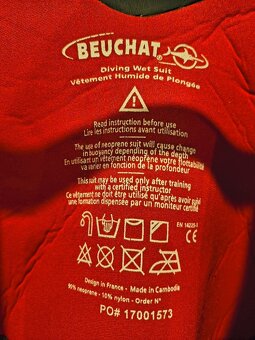 BEUCHAT
Diving Wet Suit
Vêtement Humide de Plongée
Read instruction before use
Lire les instructions avant utilisation
The use of neoprene suit will cause change
in buoyancy depending of the depth
En utilisant un vêtement néoprène votre flottabilité
va varier en fonction de la profondeur
This suit may be used only after training
with a certified instructor
Ce vêtement ne doit être utilisé qu'après avoir suivi
une formation dispensée par un moniteur certifié
EN 14225-1
Design in France - Made in Cambodia
90% neoprene - 10% nylon - Order N°
PO# 17001573